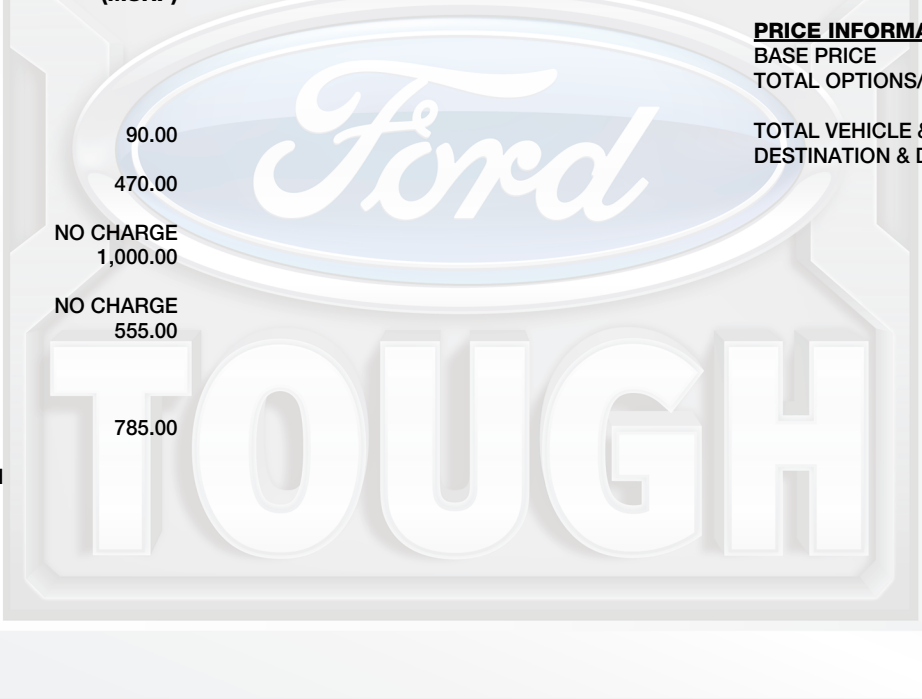 (MSRP)
90.00
470.00
NO CHARGE
1,000.00
NO CHARGE
555.00
785.00
PRICE INFORMA
BASE PRICE
TOTAL OPTIONS/
TOTAL VEHICLE &
DESTINATION & D
Ford
TOUGH